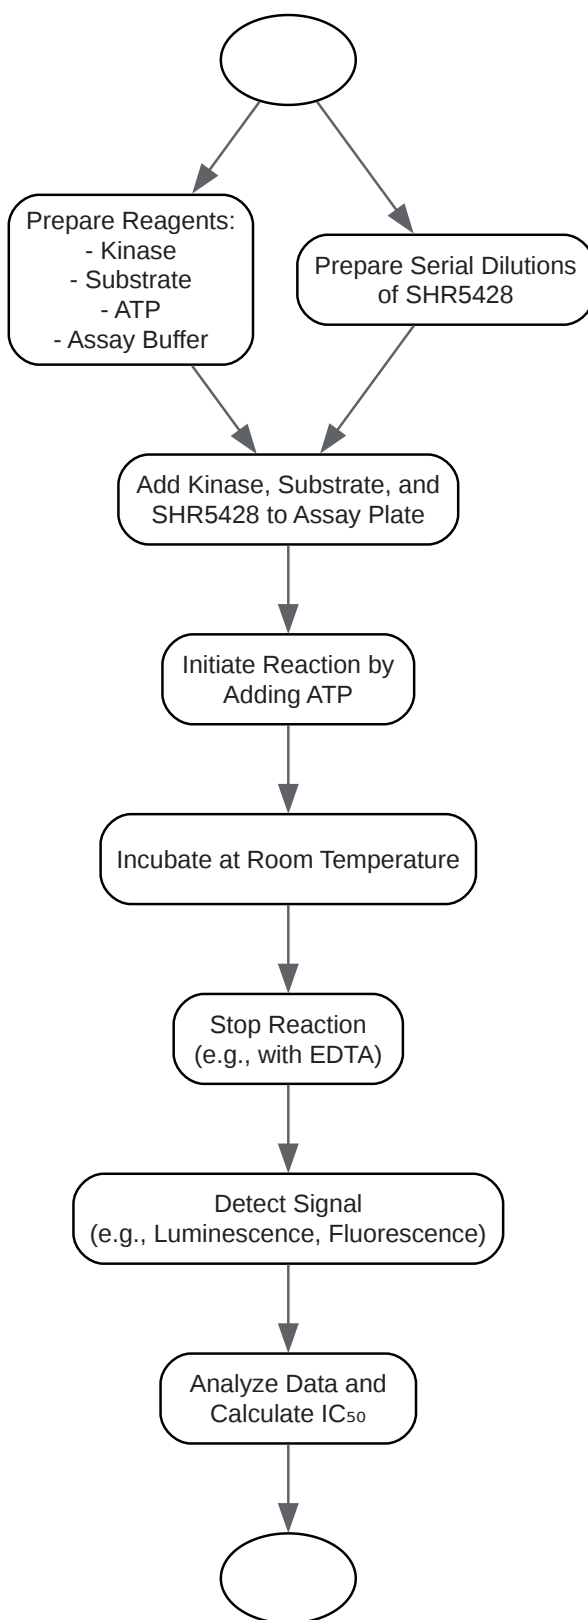 Prepare Reagents:
- Kinase
- Substrate
- ATP
- Assay Buffer
Prepare Serial Dilutions
of SHR5428
Add Kinase, Substrate, and
SHR5428 to Assay Plate
Initiate Reaction by
Adding ATP
Incubate at Room Temperature
Stop Reaction
(e.g., with EDTA)
Detect Signal
(e.g., Luminescence, Fluorescence)
Analyze Data and
Calculate IC₅₀